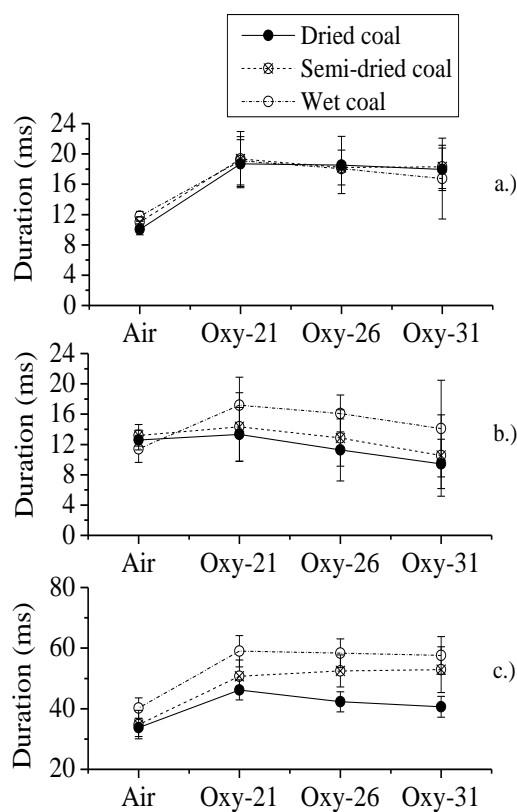 Dried coal
Semi-dried coal
Wet coal
24
20
16
12
8
4
0
Duration (ms)
a.)
Air Oxy-21 Oxy-26 Oxy-31
24
20
16
12
8
4
0
Duration (ms)
b.)
Air Oxy-21 Oxy-26 Oxy-31
80
60
40
20
Duration (ms)
c.)
Air Oxy-21 Oxy-26 Oxy-31